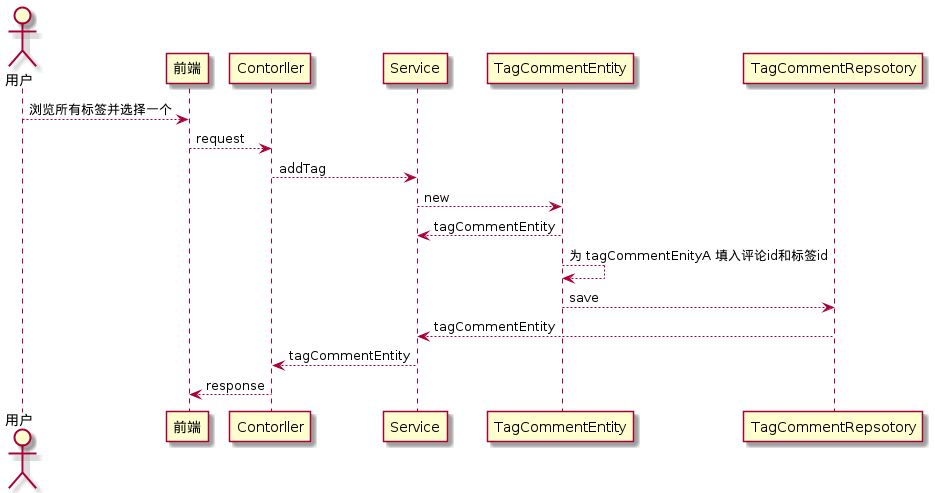 用户
前端
Contorller
Service
TagCommentEntity
TagCommentRepsotory
浏览所有标签并选择一个
request
addTag
new
tagCommentEntity
为 tagCommentEnityA 填入评论id和标签id
save
tagCommentEntity
tagCommentEntity
response
用户
前端
Contorller
Service
TagCommentEntity
TagCommentRepsotory